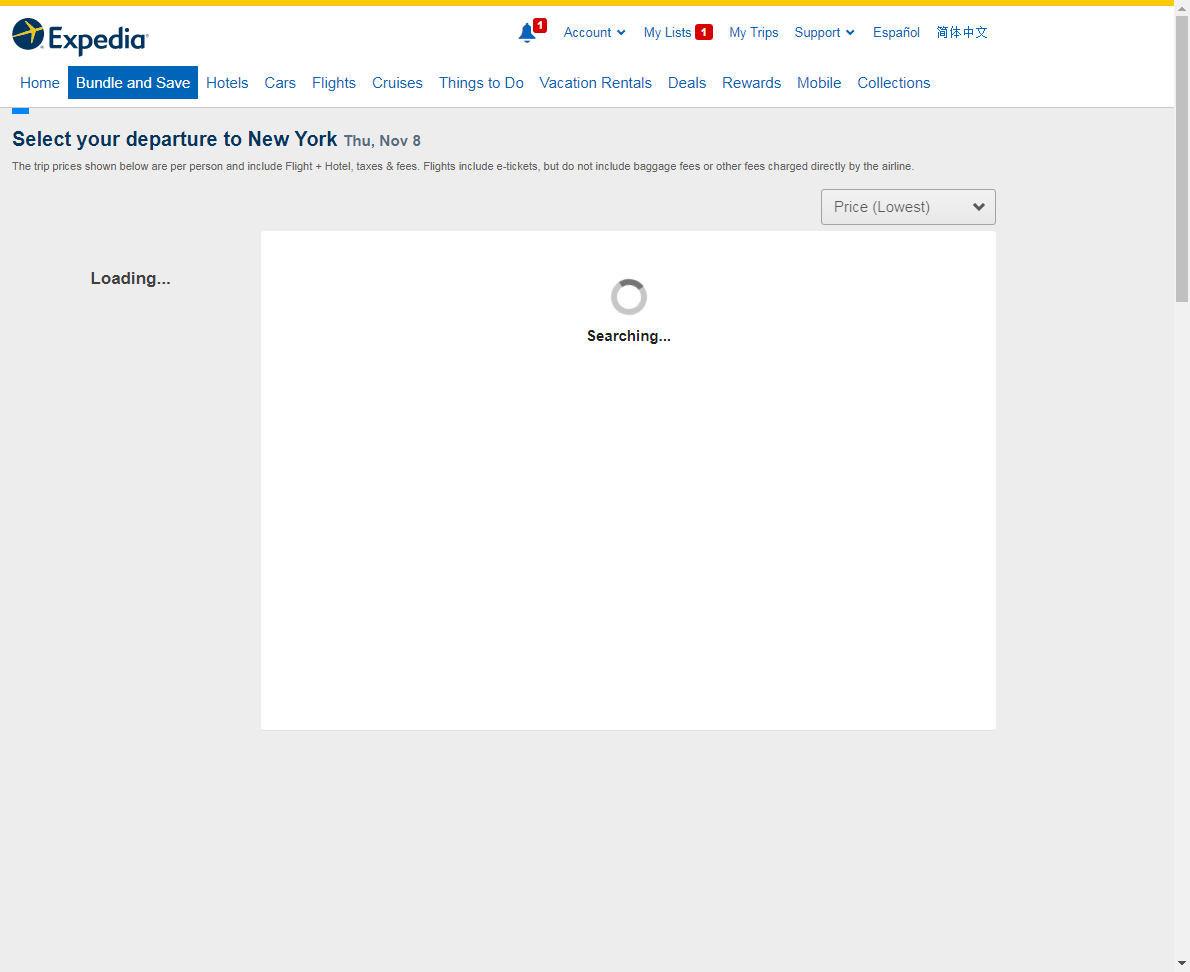 Expedia
1
Account
My Lists 1
My Trips
Support
Español
简体中文
Home
Bundle and Save
Hotels
Cars
Flights
Cruises
Things to Do
Vacation Rentals
Deals
Rewards
Mobile
Collections
Select your departure to New York Thu, Nov 8
The trip prices shown below are per person and include Flight + Hotel, taxes & fees. Flights include e-tickets, but do not include baggage fees or other fees charged directly by the airline.
Price (Lowest)
Loading...
Searching...